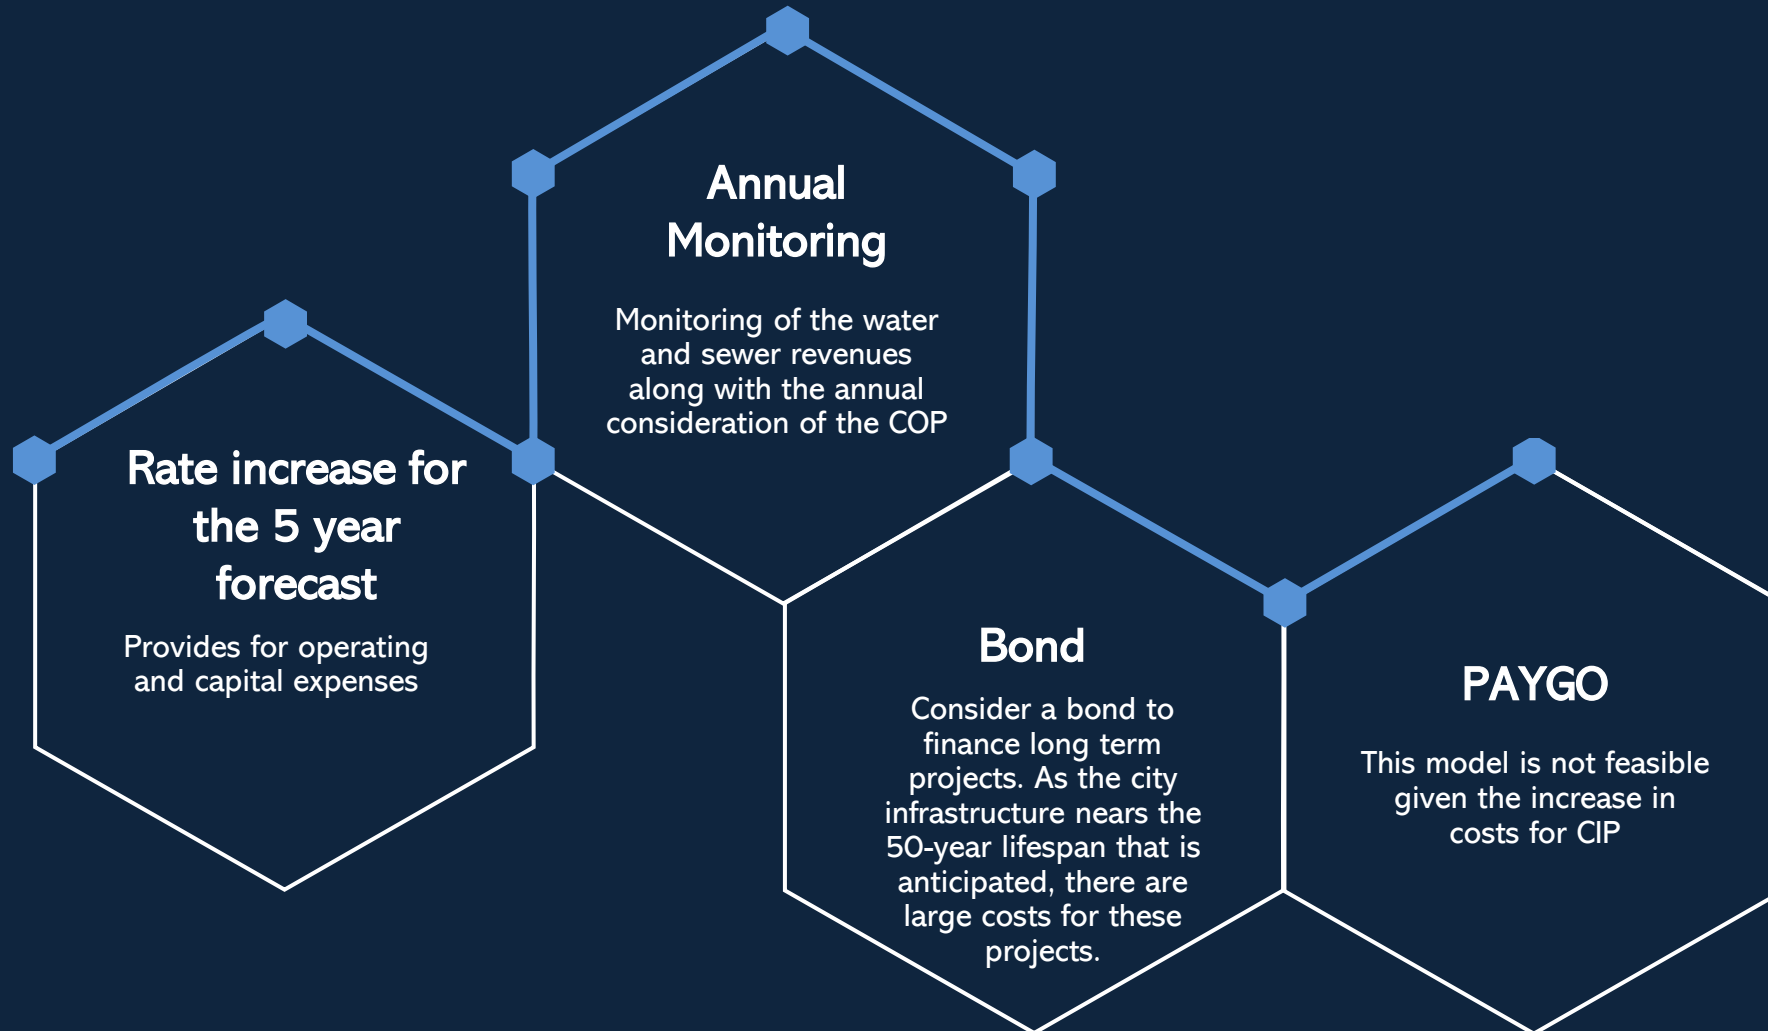 Rate increase for
the 5 year
forecast
Provides for operating
and capital expenses
Annual
Monitoring
Monitoring of the water
and sewer revenues
along with the annual
consideration of the COP
Bond
Consider a bond to
finance long term
projects. As the city
infrastructure nears the
50-year lifespan that is
anticipated, there are
large costs for these
projects.
PAYGO
This model is not feasible
given the increase in
costs for CIP